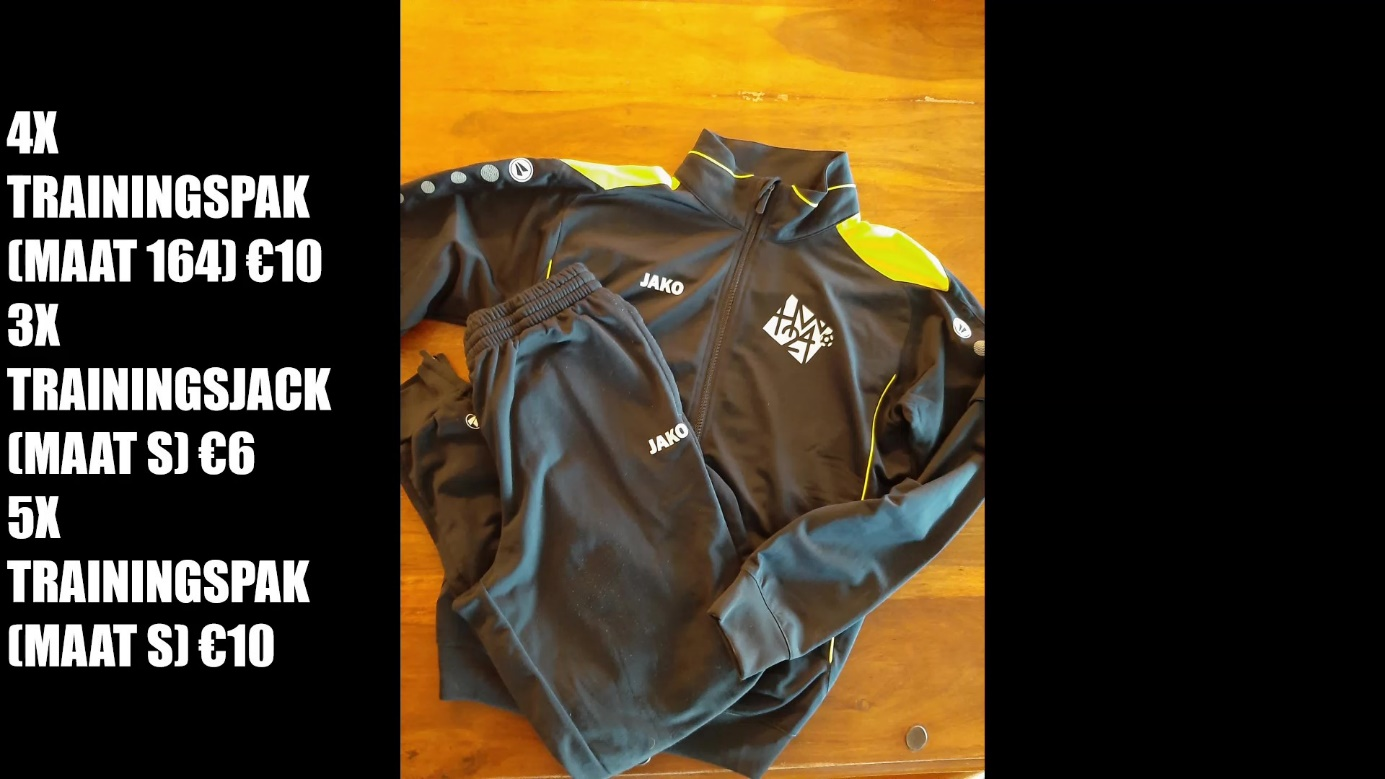 4X
TRAININGSPAK
(MAAT 164) €10
3X
TRAININGSJACK
(MAAT S) €6
5X
TRAININGSPAK
(MAAT S) €10
JAKO
JAKO